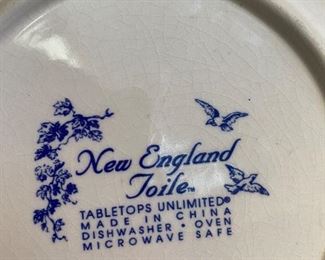 New England
Toile™
TABLETOPS UNLIMITED®
MADE IN CHINA
DISHWASHER • OVEN
MICROWAVE SAFE